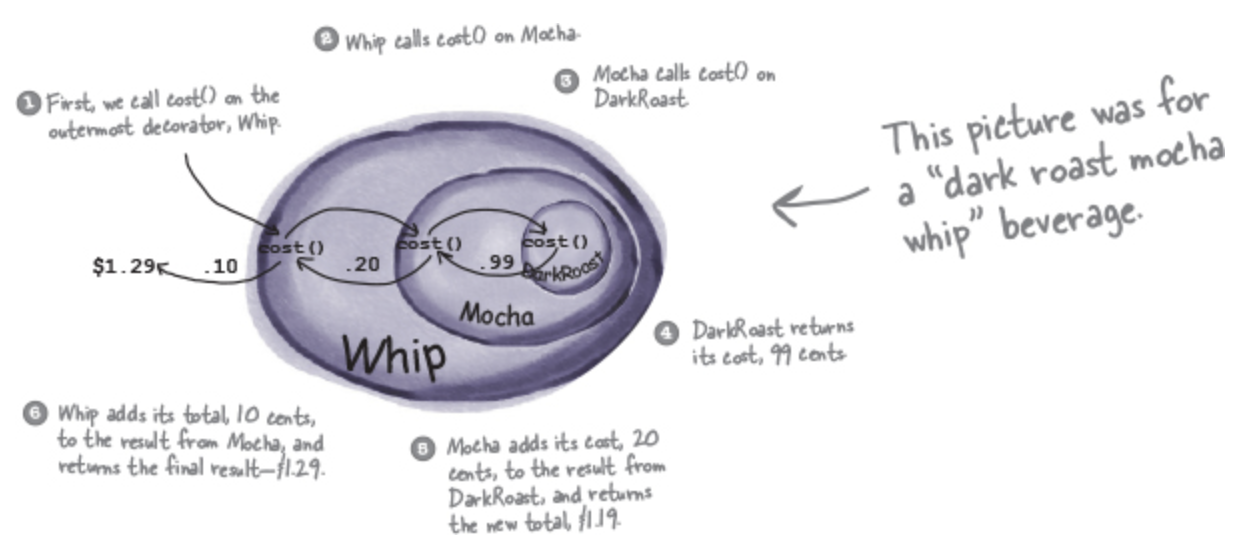 2 Whip calls cost() on Mocha.
3 Mocha calls cost() on
DarkRoast.
1 First, we call cost() on the
outermost decorator, Whip.
This picture was for
a “dark roast mocha
whip” beverage.
cost() cost() cost()
$1.29 .10 .20 .99 DarkRoast
Mocha
Whip
4 DarkRoast returns
its cost, 99 cents.
6 Whip adds its total, 10 cents,
to the result from Mocha, and
returns the final result—$1.29.
5 Mocha adds its cost, 20
cents, to the result from
DarkRoast, and returns
the new total, $1.19.